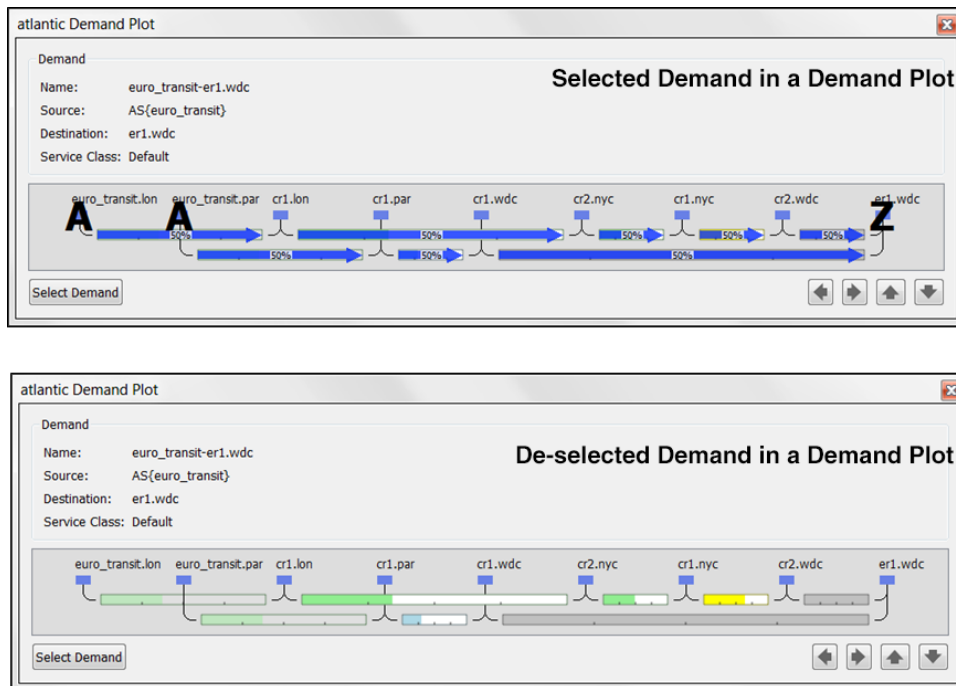 atlantic Demand Plot
Demand
Selected Demand in a Demand Plot
Name: euro_transit-er1.wdc
Source: AS{euro_transit}
Destination: er1.wdc
Service Class: Default
euro_transit.lon euro_transit.par cr1.lon cr1.par cr1.wdc cr2.nyc cr1.nyc cr2.wdc er1.wdc
A A Z
50% 50% 50% 50% 50%
50% 50% 50%
Select Demand
atlantic Demand Plot
Demand
De-selected Demand in a Demand Plot
Name: euro_transit-er1.wdc
Source: AS{euro_transit}
Destination: er1.wdc
Service Class: Default
euro_transit.lon euro_transit.par cr1.lon cr1.par cr1.wdc cr2.nyc cr1.nyc cr2.wdc er1.wdc
Select Demand